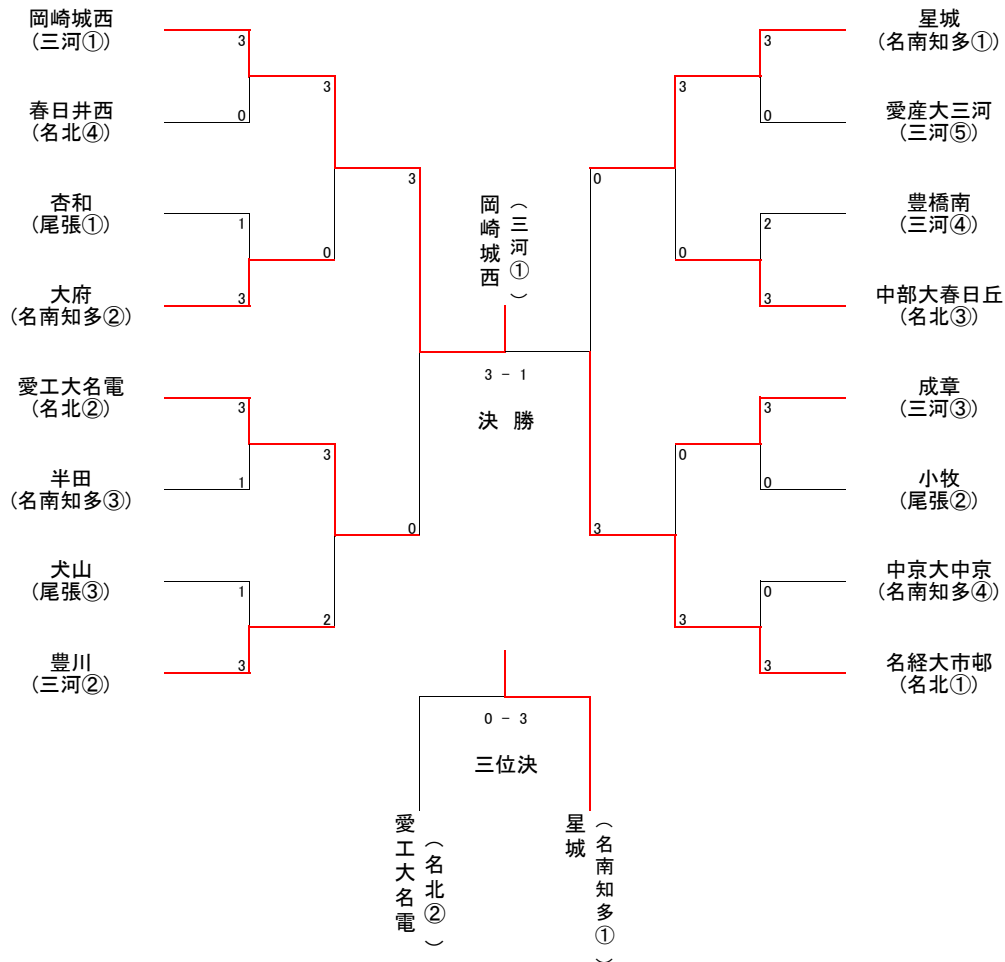 岡崎城西
(三河①)
3
春日井西
(名北④)
0
3
杏和
(尾張①)
1
大府
(名南知多②)
3
0
3
愛工大名電
(名北②)
3
半田
(名南知多③)
1
3
犬山
(尾張③)
1
豊川
(三河②)
3
2
0
岡崎城西
(三河①)
3 - 1
決 勝
星城
(名南知多①)
3
愛産大三河
(三河⑤)
0
3
豊橋南
(三河④)
2
中部大春日丘
(名北③)
3
0
0
成章
(三河③)
3
小牧
(尾張②)
0
0
中京大中京
(名南知多④)
0
名経大市邨
(名北①)
3
3
3
0 - 3
三位決
愛工大名電
(名北②)
星城
(名南知多①)